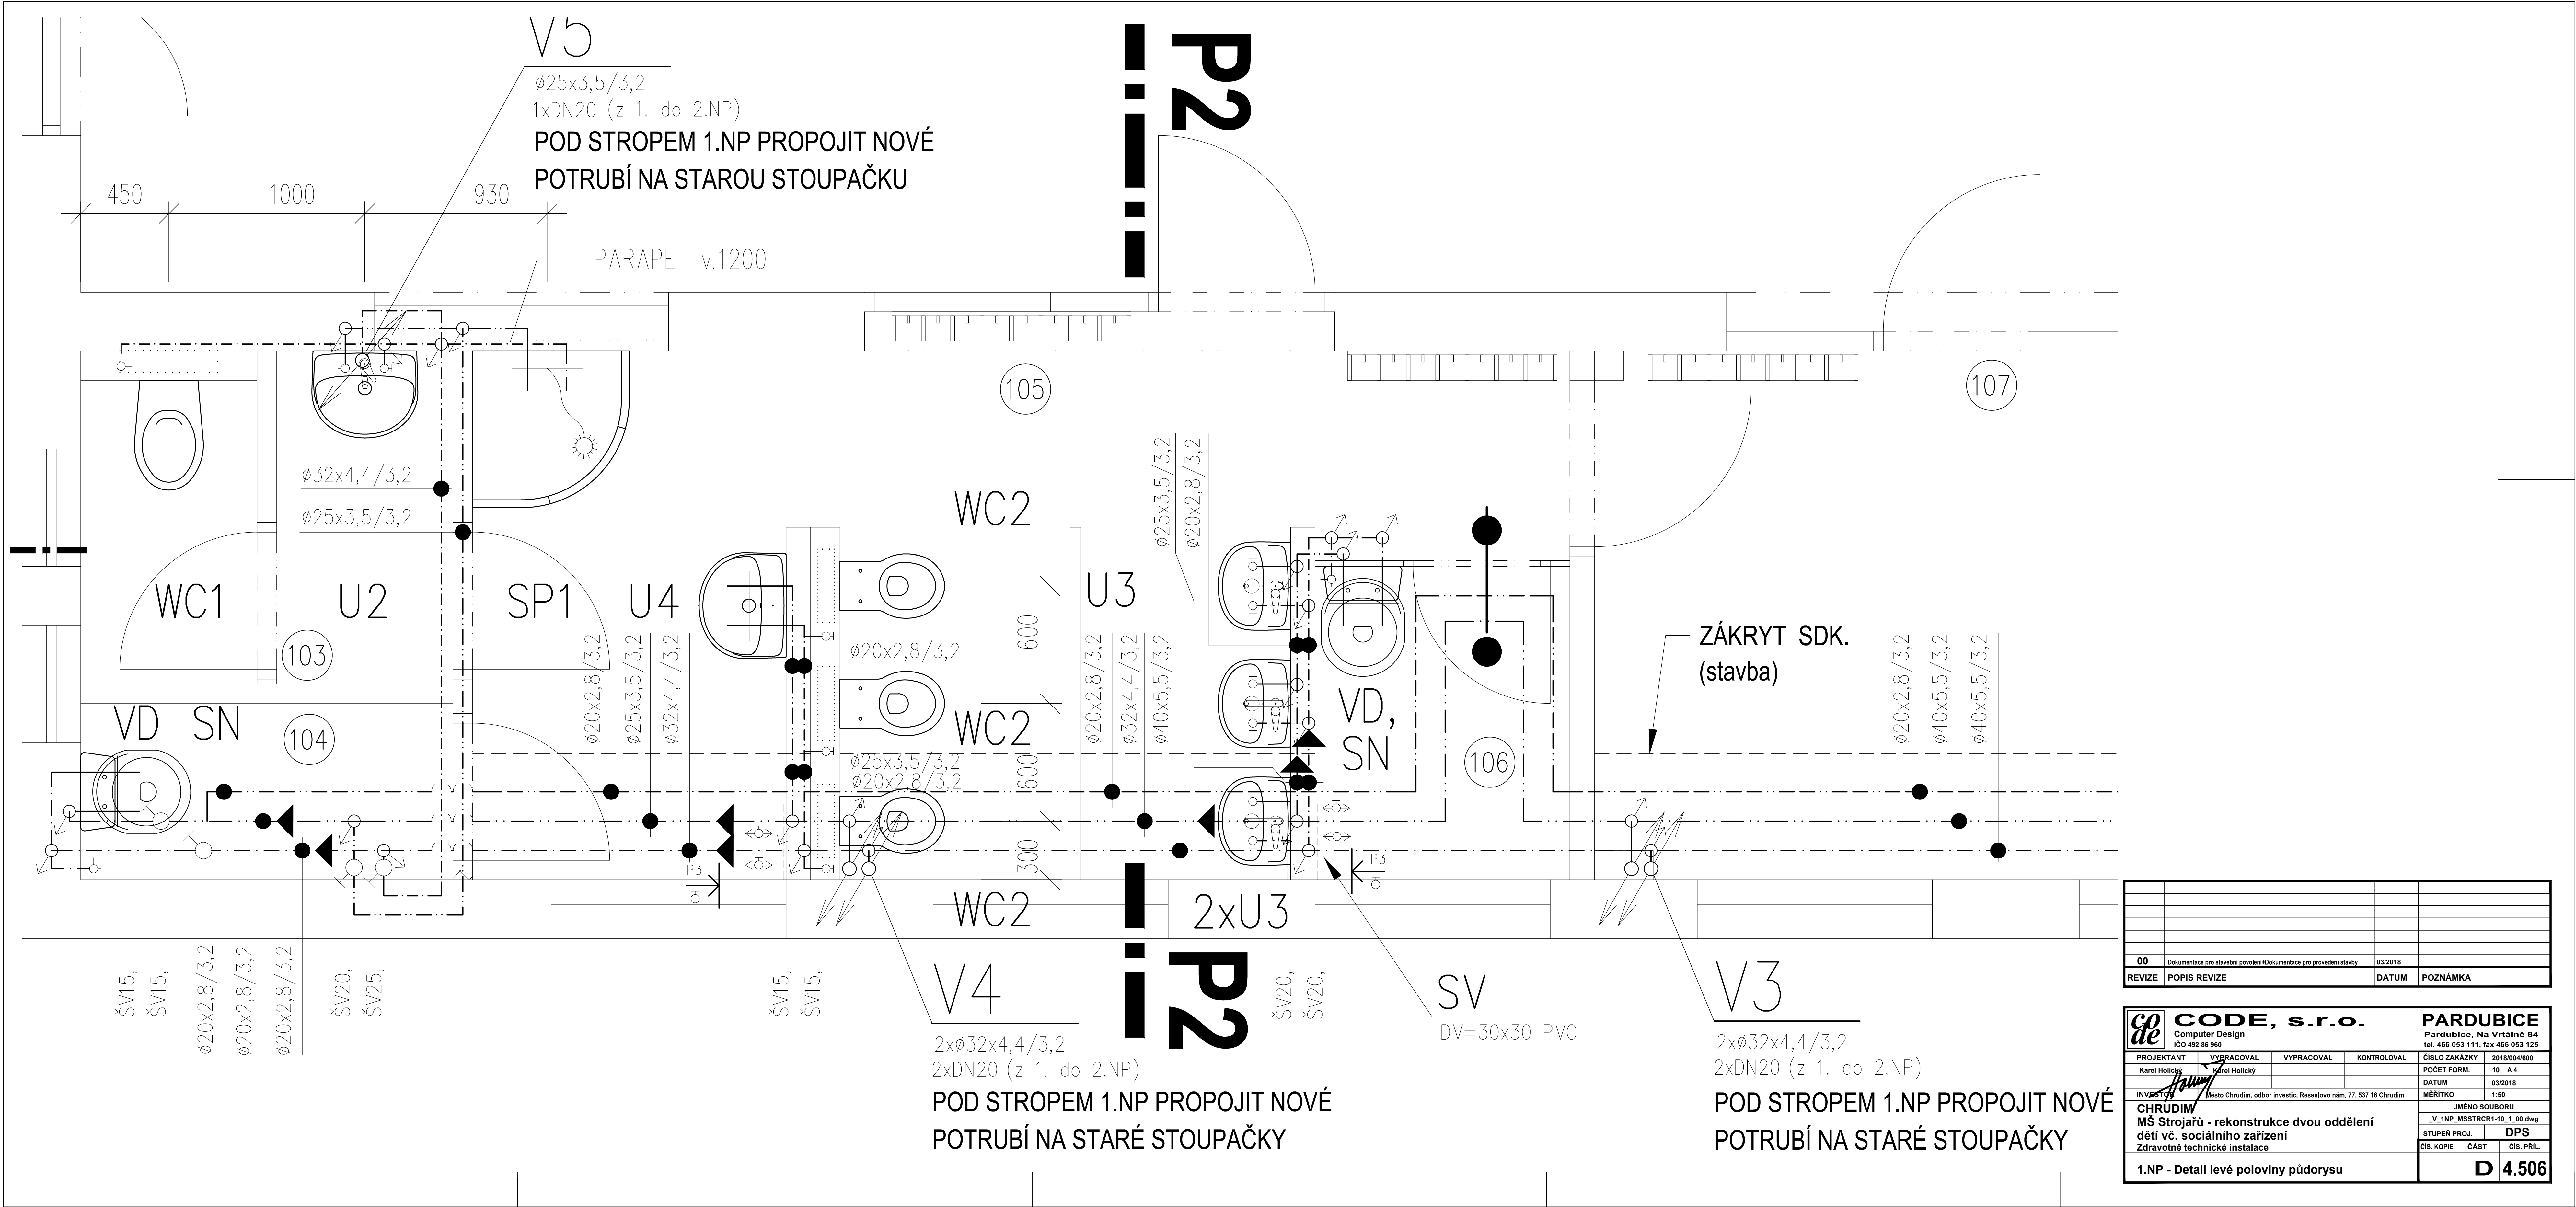 V5
ø25x3,5/3,2
1xDN20 (z 1. do 2.NP)
POD STROPEM 1.NP PROPOJIT NOVÉ
POTRUBÍ NA STAROU STOUPAČKU
P2
450
1000
930
PARAPET v.1200
105
107
ø32x4,4/3,2
ø25x3,5/3,2
WC1
U2
SP1
U4
103
WC2
U3
ø25x3,5/3,2
ø20x2,8/3,2
600
ø20x2,8/3,2
ø25x3,5/3,2
ø32x4,4/3,2
ø20x2,8/3,2
ø20x2,8/3,2
ø32x4,4/3,2
ø40x5,5/3,2
ZÁKRYT SDK.
(stavba)
ø20x2,8/3,2
ø40x5,5/3,2
ø40x5,5/3,2
VD SN
104
WC2
ø25x3,5/3,2
ø20x2,8/3,2
600
VD,
SN
106
300
P3
P3
WC2
2xU3
ŠV15,
ŠV15,
ø20x2,8/3,2
ø20x2,8/3,2
ø20x2,8/3,2
ŠV20,
ŠV25,
ŠV15,
ŠV15,
V4
2xø32x4,4/3,2
2xDN20 (z 1. do 2.NP)
POD STROPEM 1.NP PROPOJIT NOVÉ
POTRUBÍ NA STARÉ STOUPAČKY
P2
ŠV20,
ŠV20,
SV
DV=30x30 PVC
V3
2xø32x4,4/3,2
2xDN20 (z 1. do 2.NP)
POD STROPEM 1.NP PROPOJIT NOVÉ
POTRUBÍ NA STARÉ STOUPAČKY
00 Dokumentace pro stavební povolení+Dokumentace pro provedení stavby 03/2018
REVIZE POPIS REVIZE DATUM POZNÁMKA
code CODE, s.r.o. PARDUBICE
Computer Design Pardubice, Na Vrtálně 84
IČO 492 86 960 tel. 466 053 111, fax 466 053 125
PROJEKTANT VYPRACOVAL VYPRACOVAL KONTROLOVAL ČÍSLO ZAKÁZKY 2018/004/600
Karel Holický Karel Holický POČET FORM. 10 A4
DATUM 03/2018
INVESTOR Město Chrudim, odbor investic, Resselovo nám. 77, 537 16 Chrudim MĚŘÍTKO 1:50
CHRUDIM JMÉNO SOUBORU
MŠ Strojařů - rekonstrukce dvou oddělení _V_1NP_MSSTRCR1-10_1_00.dwg
dětí vč. sociálního zařízení STUPEŇ PROJ. DPS
Zdravotně technické instalace ČÍS. KOPIE ČÁST ČÍS. PŘÍL.
1.NP - Detail levé poloviny půdorysu D 4.506